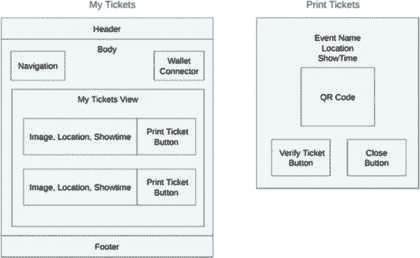 My Tickets
Header
Body
Navigation
Wallet
Connector
My Tickets View
Image, Location, Showtime
Print Ticket
Button
Image, Location, Showtime
Print Ticket
Button
Footer
Print Tickets
Event Name
Location
ShowTime
QR Code
Verify Ticket
Button
Close
Button